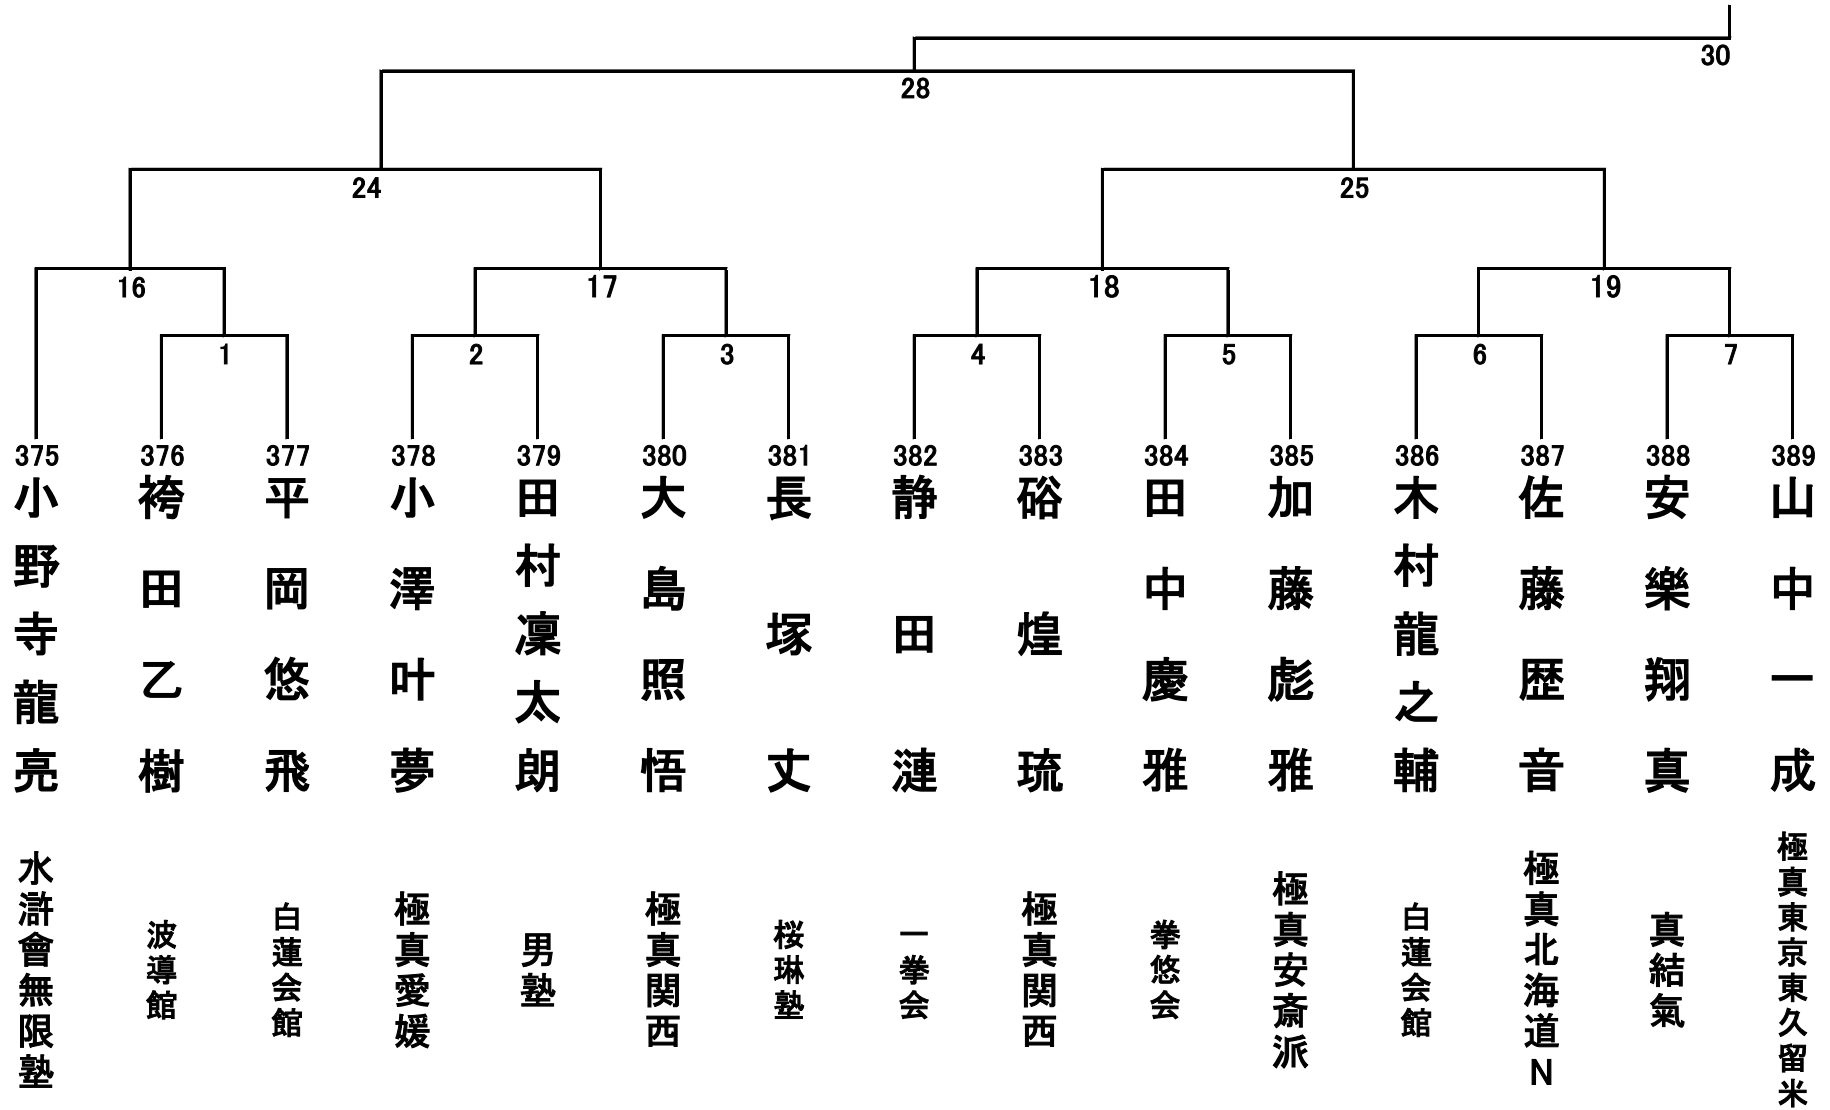 30
28
24
25
16
17
18
19
1
2
3
4
5
6
7
375
376
377
378
379
380
381
382
383
384
385
386
387
388
389
小野寺龍亮
袴田乙樹
平岡悠飛
小澤叶夢
田村凜太朗
大島照悟
長塚丈
静田漣
硲煌琉
田中慶雅
加藤彪雅
木村龍之輔
佐藤歴音
安樂翔真
山中一成
水滸會無限塾
波導館
白蓮会館
極真愛媛
男塾
極真関西
桜琳塾
一拳会
極真関西
拳悠会
極真安斎派
白蓮会館
極真北海道N
真結氣
極真東京東久留米